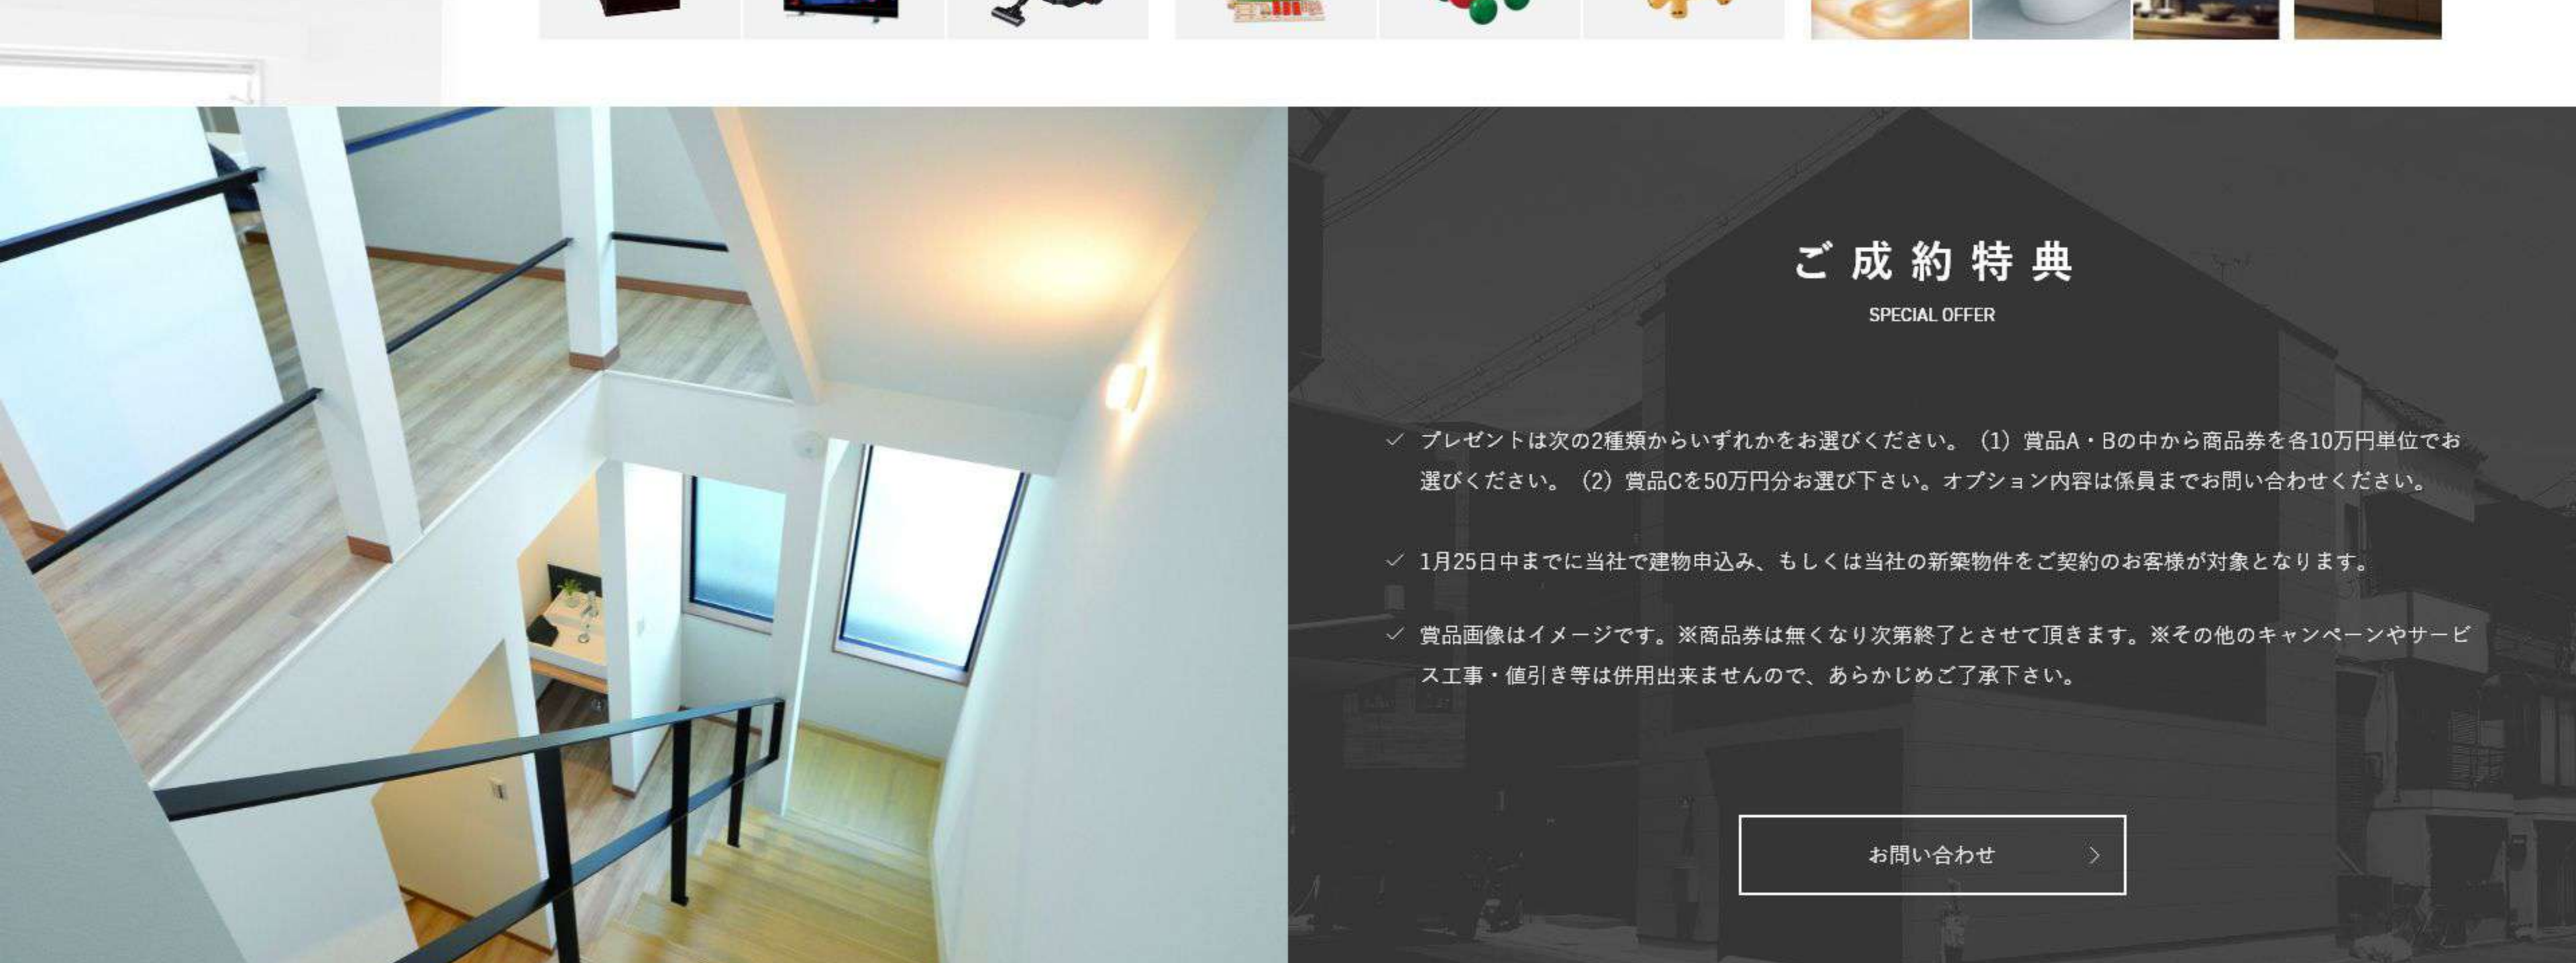 ご成約特典
SPECIAL OFFER
プレゼントは次の2種類からいずれかをお選びください。（1）賞品A・Bの中から商品券を各10万円単位でお
選びください。（2）賞品Cを50万円分お選び下さい。オプション内容は係員までお問い合わせください。
1月25日中までに当社で建物申込み、もしくは当社の新築物件をご契約のお客様が対象となります。
賞品画像はイメージです。※商品券は無くなり次第終了とさせて頂きます。※その他のキャンペーンやサービ
ス工事・値引き等は併用出来ませんので、あらかじめご了承下さい。
お問い合わせ